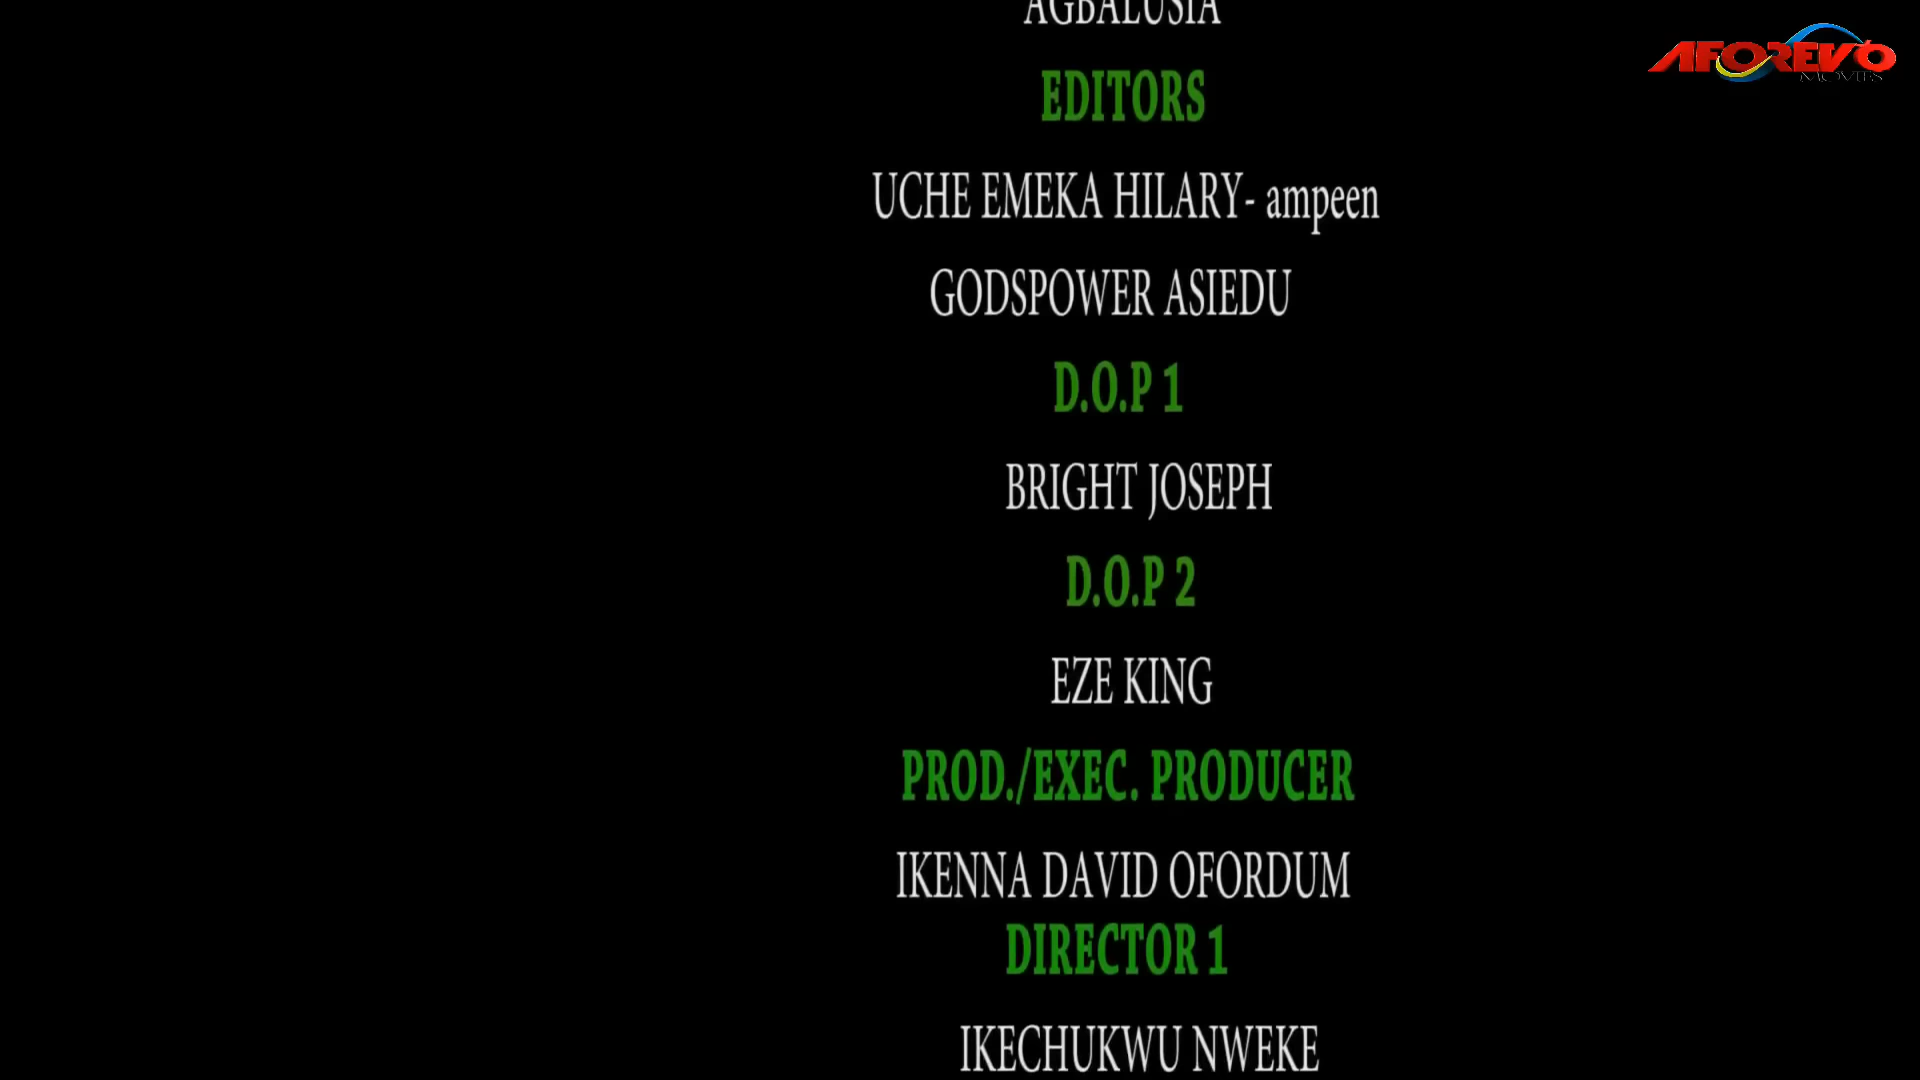 AGBALUSIA
AFOREVO
MOVIES
EDITORS
UCHE EMEKA HILARY- ampeen
GODSPOWER ASIEDU
D.O.P 1
BRIGHT JOSEPH
D.O.P 2
EZE KING
PROD./EXEC. PRODUCER
IKENNA DAVID OFORDUM
DIRECTOR 1
IKECHUKWU NWEKE